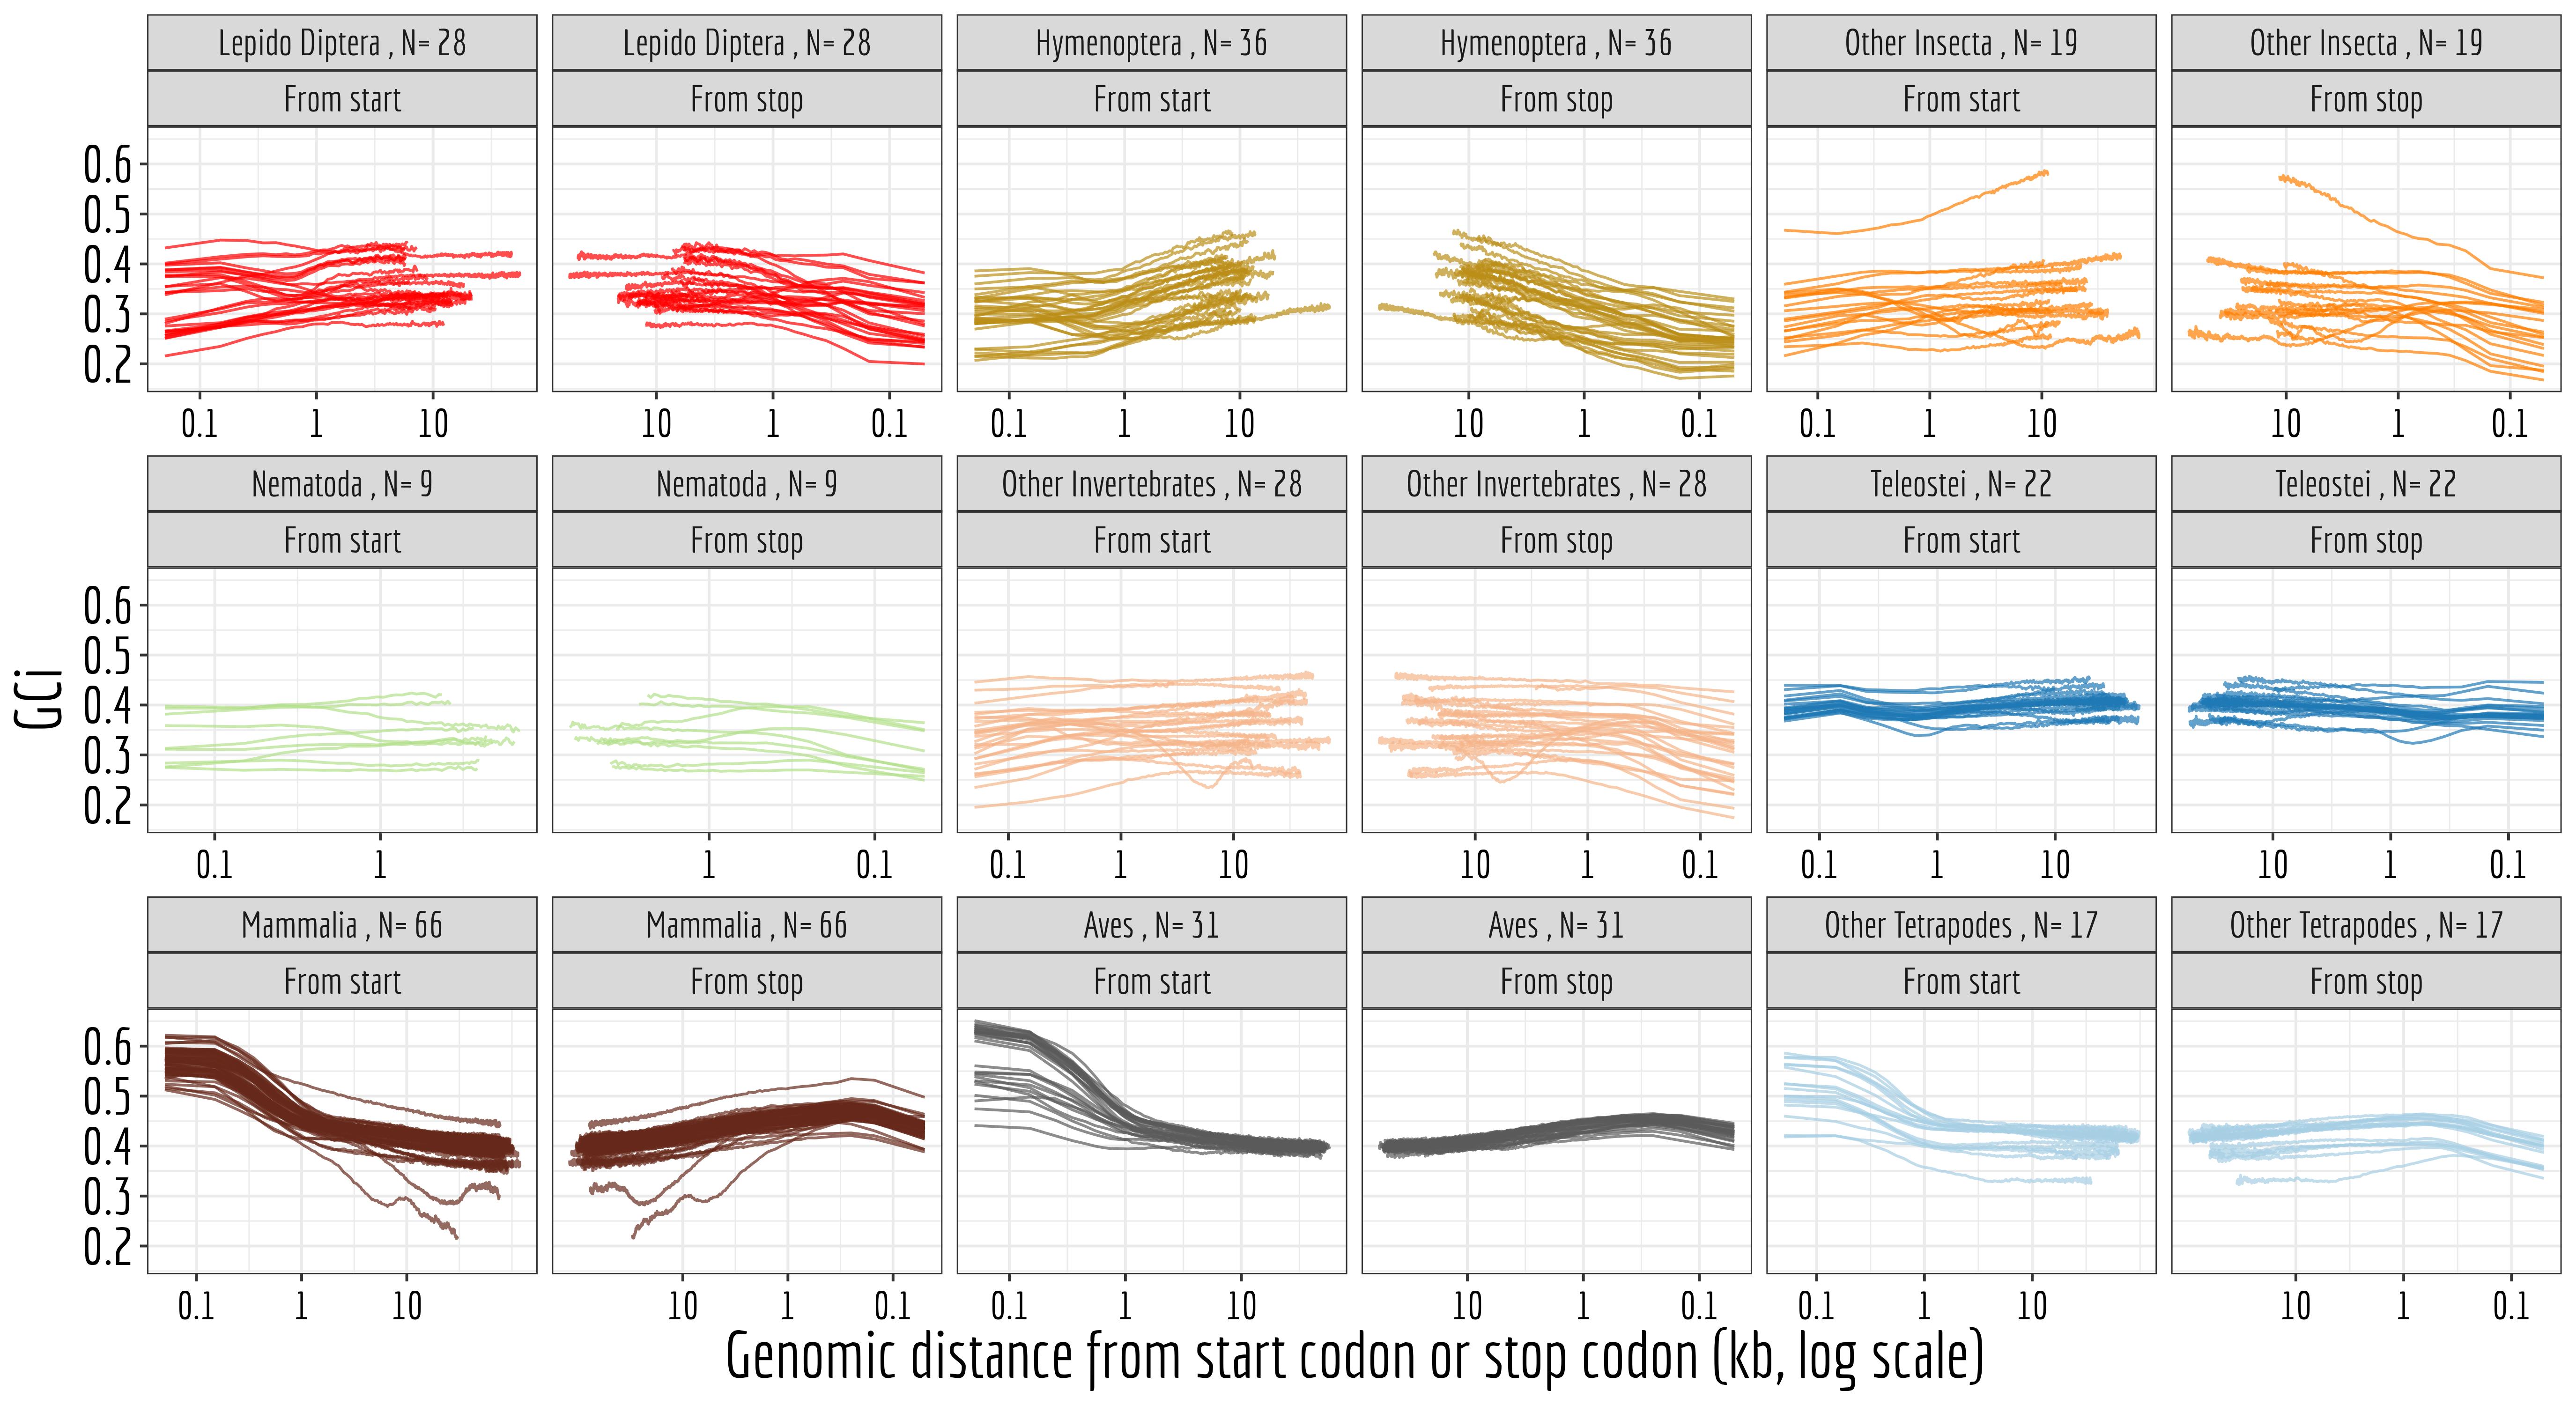 Lepido Diptera , N= 28 Lepido Diptera , N= 28 Hymenoptera , N= 36 Hymenoptera , N= 36 Other Insecta , N= 19 Other Insecta , N= 19
From start From stop From start From stop From start From stop
0.6
0.5
0.4
0.3
0.2
0.1 1 10 10 1 0.1 0.1 1 10 10 1 0.1 0.1 1 10 10 1 0.1
Nematoda , N= 9 Nematoda , N= 9 Other Invertebrates , N= 28 Other Invertebrates , N= 28 Teleostei , N= 22 Teleostei , N= 22
From start From stop From start From stop From start From stop
0.6
0.5
0.4
0.3
0.2
GCi
0.1 1 1 0.1 0.1 1 10 10 1 0.1 0.1 1 10 10 1 0.1
Mammalia , N= 66 Mammalia , N= 66 Aves , N= 31 Aves , N= 31 Other Tetrapodes , N= 17 Other Tetrapodes , N= 17
From start From stop From start From stop From start From stop
0.6
0.5
0.4
0.3
0.2
0.1 1 10 10 1 0.1 0.1 1 10 10 1 0.1 0.1 1 10 10 1 0.1
Genomic distance from start codon or stop codon (kb, log scale)